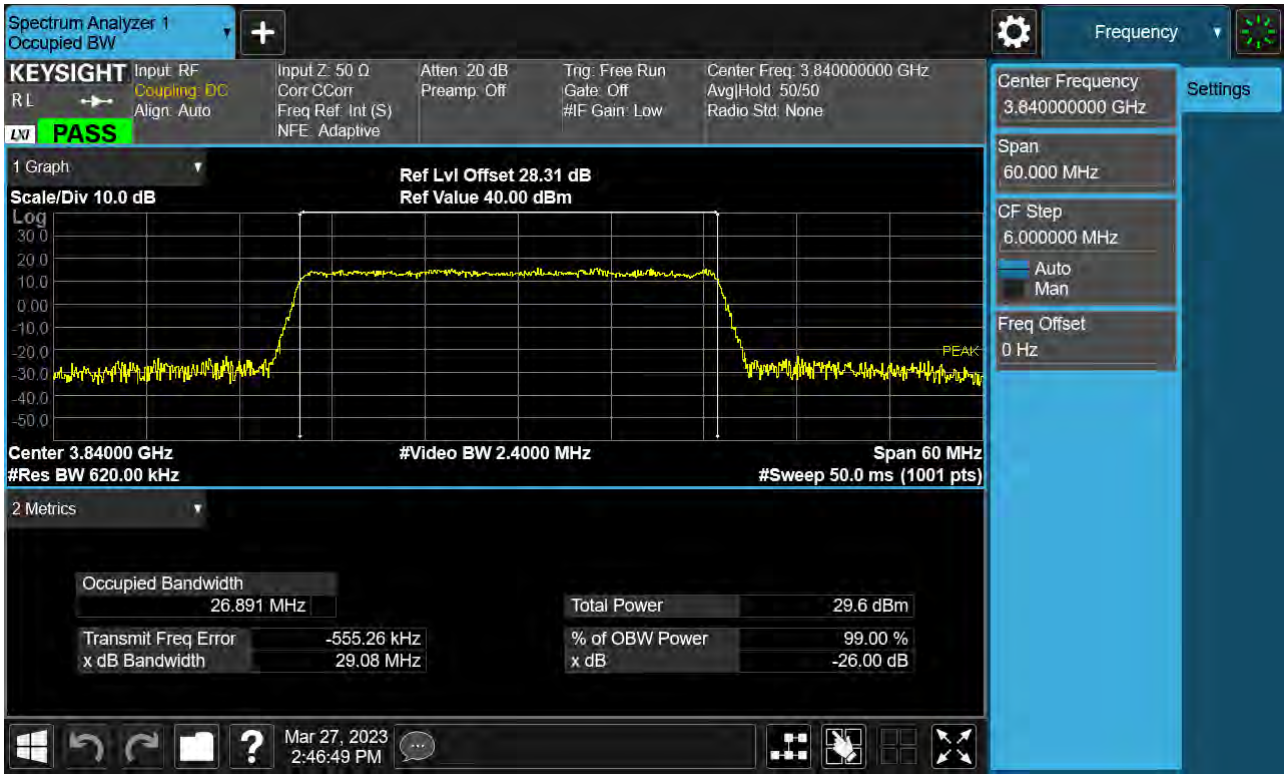 Spectrum Analyzer 1
Occupied BW
Frequency
KEYSIGHT
RL
LXI
PASS
Input: RF
Coupling: DC
Align: Auto
Input Z: 50 Ω
Corr CCorr
Freq Ref: Int (S)
NFE: Adaptive
Atten: 20 dB
Preamp: Off
Trig: Free Run
Gate: Off
#IF Gain: Low
Center Freq: 3.840000000 GHz
Avg|Hold: 50/50
Radio Std: None
Center Frequency
3.840000000 GHz
Settings
Span
60.000 MHz
CF Step
6.000000 MHz
Auto
Man
Freq Offset
0 Hz
1 Graph
Scale/Div 10.0 dB
Ref Lvl Offset 28.31 dB
Ref Value 40.00 dBm
Log
30.0
20.0
10.0
0.00
-10.0
-20.0
-30.0
-40.0
-50.0
PEAK
Center 3.84000 GHz
#Video BW 2.4000 MHz
Span 60 MHz
#Res BW 620.00 kHz
#Sweep 50.0 ms (1001 pts)
2 Metrics
Occupied Bandwidth
26.891 MHz
Total Power 29.6 dBm
Transmit Freq Error -555.26 kHz
% of OBW Power 99.00 %
x dB Bandwidth 29.08 MHz
x dB -26.00 dB
Mar 27, 2023
2:46:49 PM